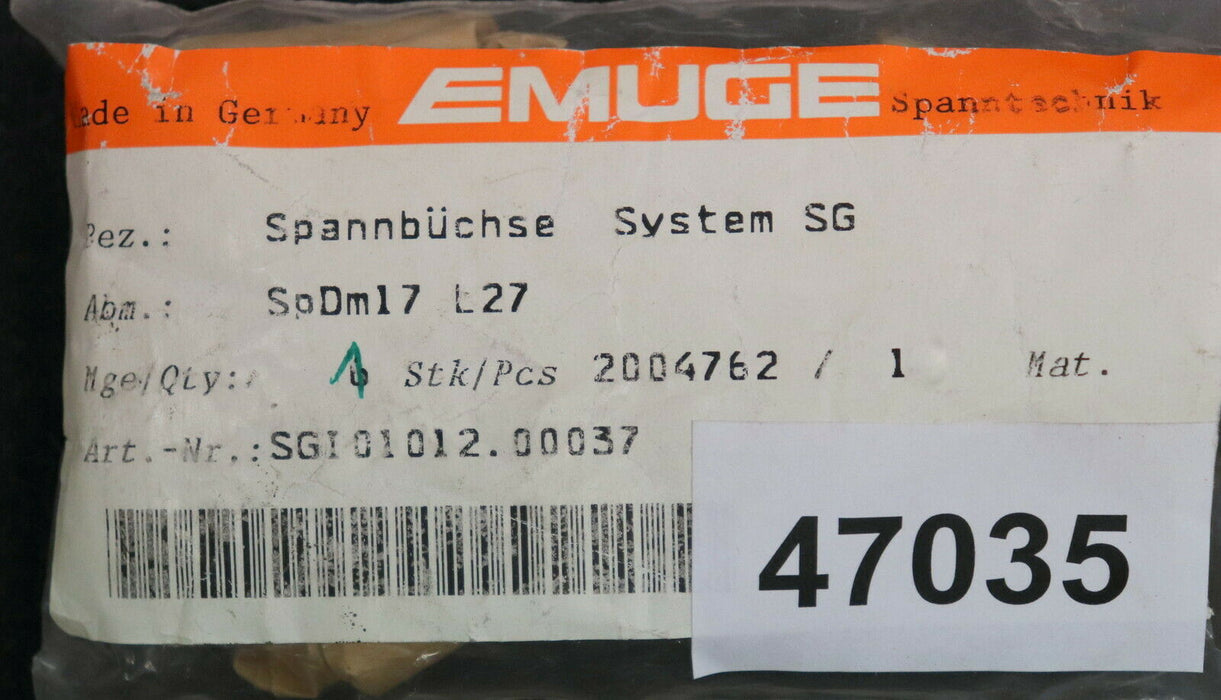 Made in Germany EMUGE Spanntechnik
Bez.: Spannbüchse System SG
Abm.: SpDm17 L27
Mge/Qty: 1 Stk/Pcs 2004762 / 1 Mat.
Art.-Nr.: SGI01012.00037
47035